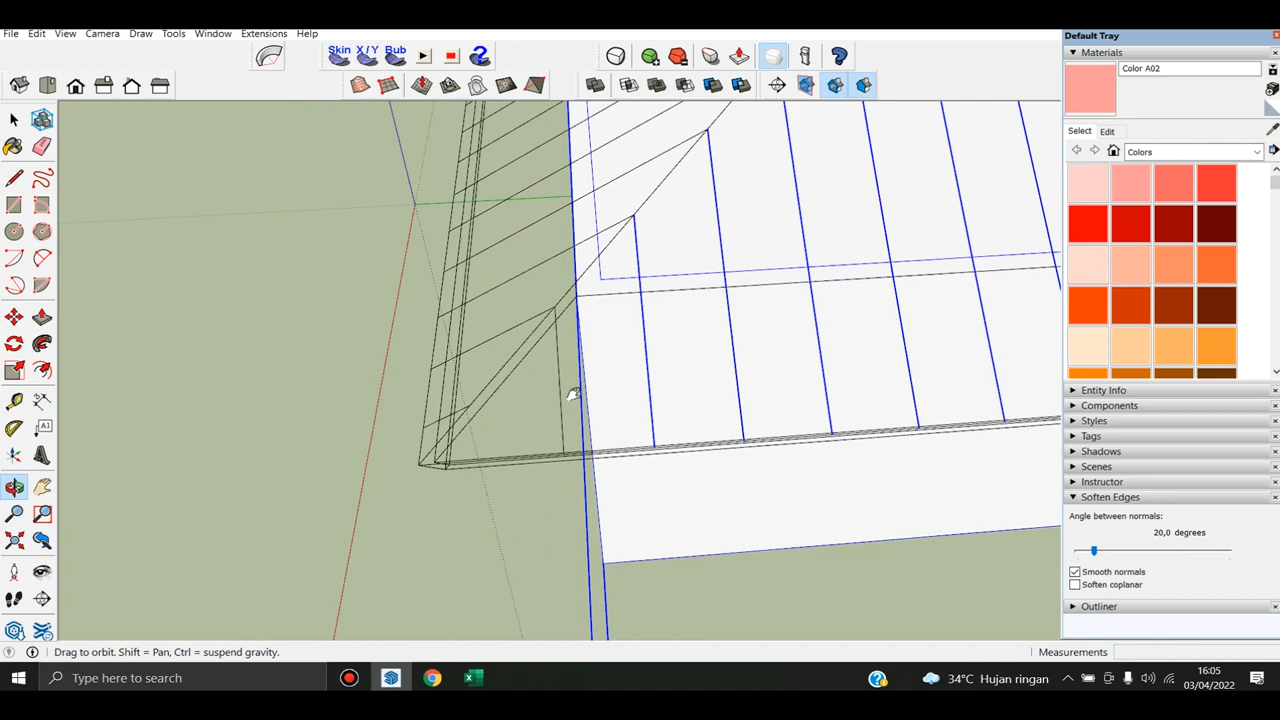 File Edit View Camera Draw Tools Window Extensions Help
Default Tray
Skin X/Y Bub
Materials
Color A02
A1
Select Edit
Colors
Entity Info
Components
Styles
Tags
Shadows
Scenes
Instructor
Soften Edges
Angle between normals:
20,0 degrees
Smooth normals
Soften coplanar
Outliner
Drag to orbit. Shift = Pan, Ctrl = suspend gravity.
Measurements
Type here to search
34°C Hujan ringan
16:05
03/04/2022